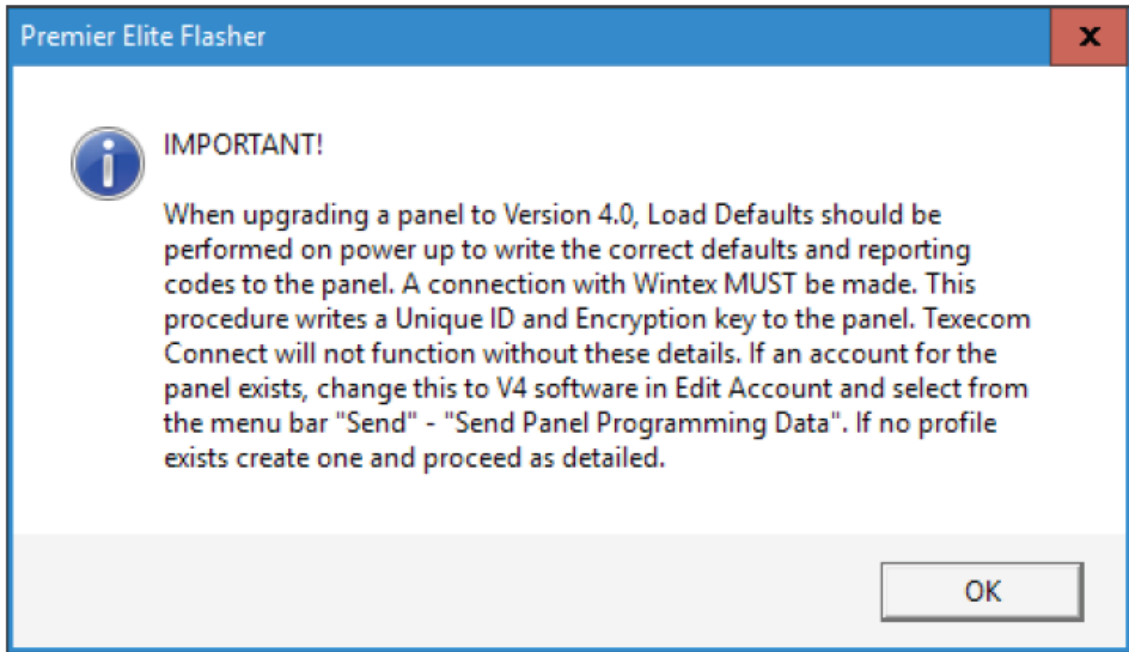 Premier Elite Flasher
x
IMPORTANT!
When upgrading a panel to Version 4.0, Load Defaults should be
performed on power up to write the correct defaults and reporting
codes to the panel. A connection with Wintex MUST be made. This
procedure writes a Unique ID and Encryption key to the panel. Texecom
Connect will not function without these details. If an account for the
panel exists, change this to V4 software in Edit Account and select from
the menu bar "Send" - "Send Panel Programming Data". If no profile
exists create one and proceed as detailed.
OK